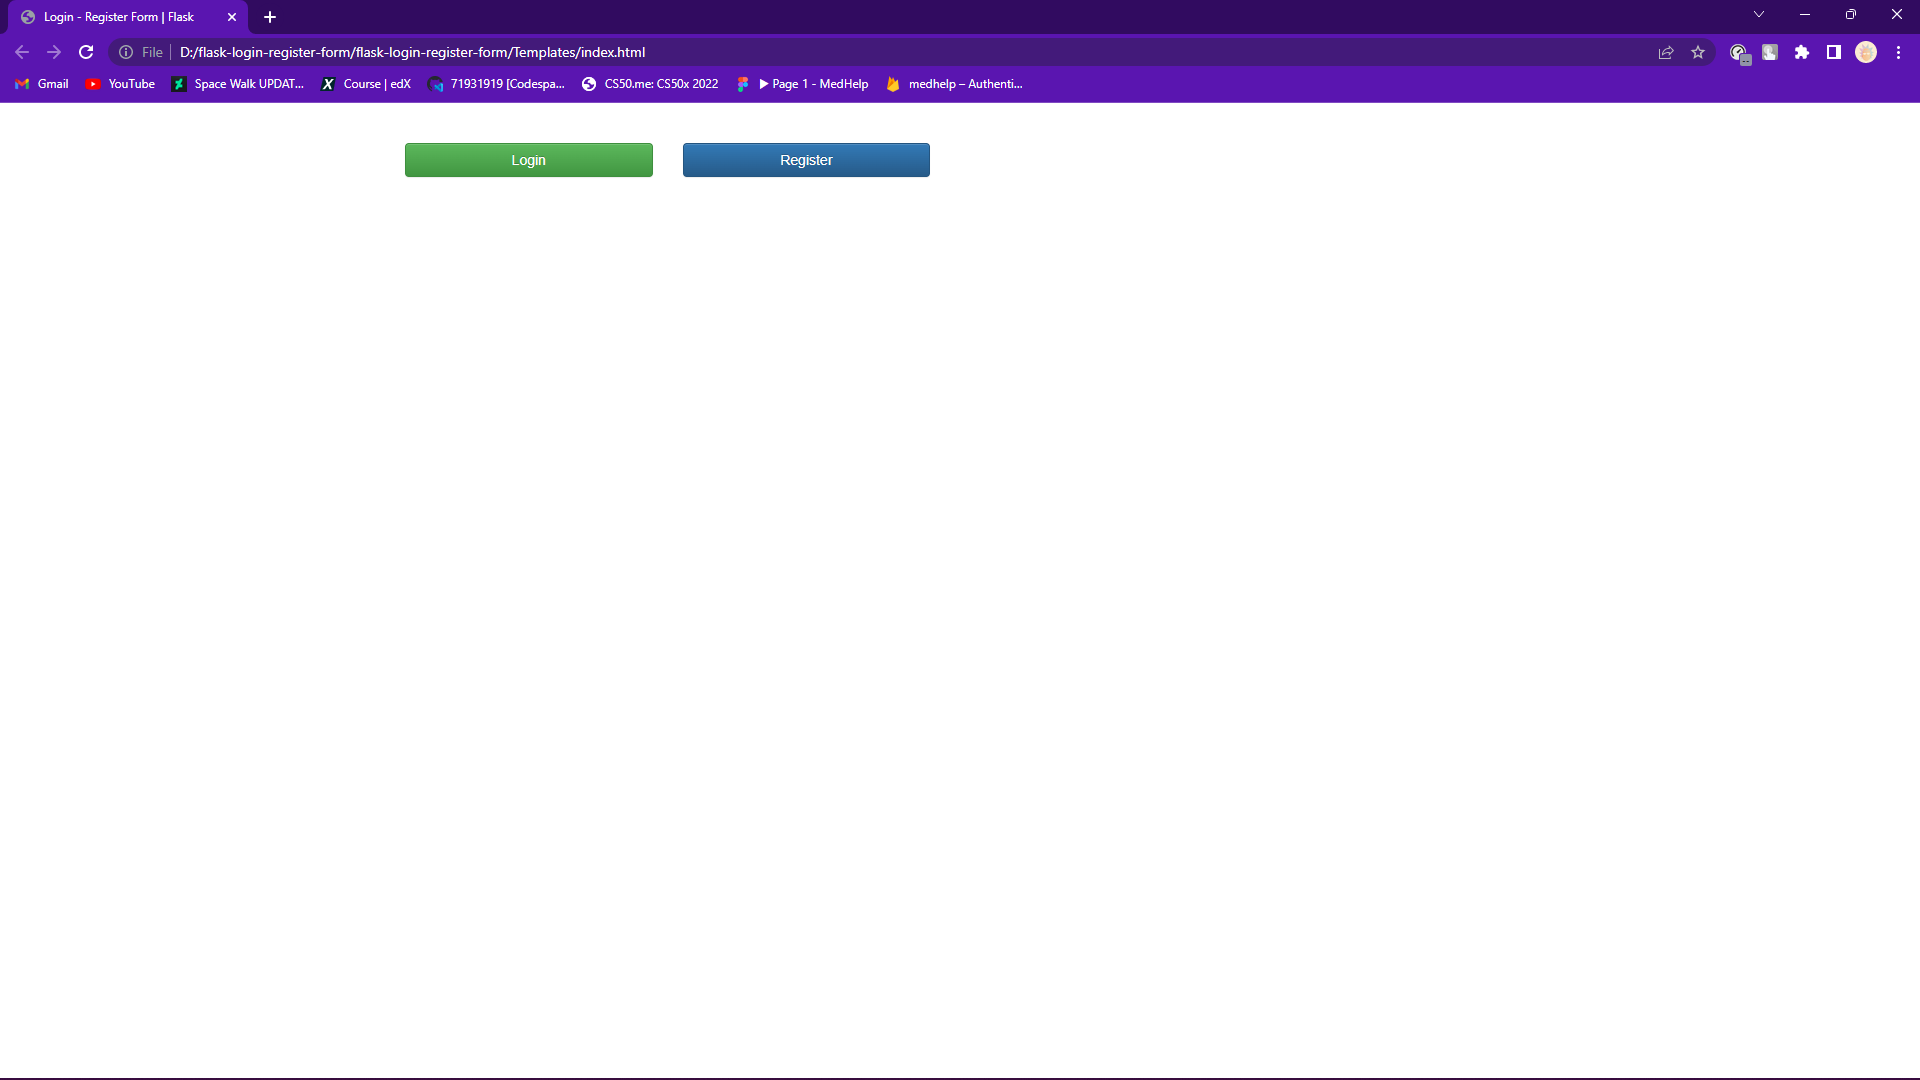 Login - Register Form | Flask
File D:/flask-login-register-form/flask-login-register-form/Templates/index.html
Gmail YouTube Space Walk UPDAT... Course | edX 71931919 [Codespa... CS50.me: CS50x 2022 ▶ Page 1 - MedHelp medhelp – Authenti...
Login Register